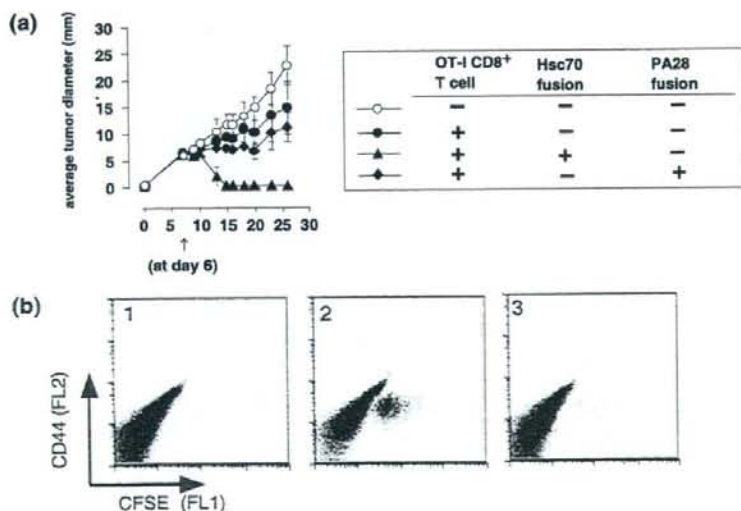 (a)
average tumor diameter (mm)
30
25
20
15
10
5
0
0 5 10 15 20 25 30
↑
(at day 6)
OT-I CD8+ T cell Hsc70 fusion PA28 fusion
− − −
+ − −
+ + −
+ − +
(b)
1
2
3
CD44 (FL2)
CFSE (FL1)